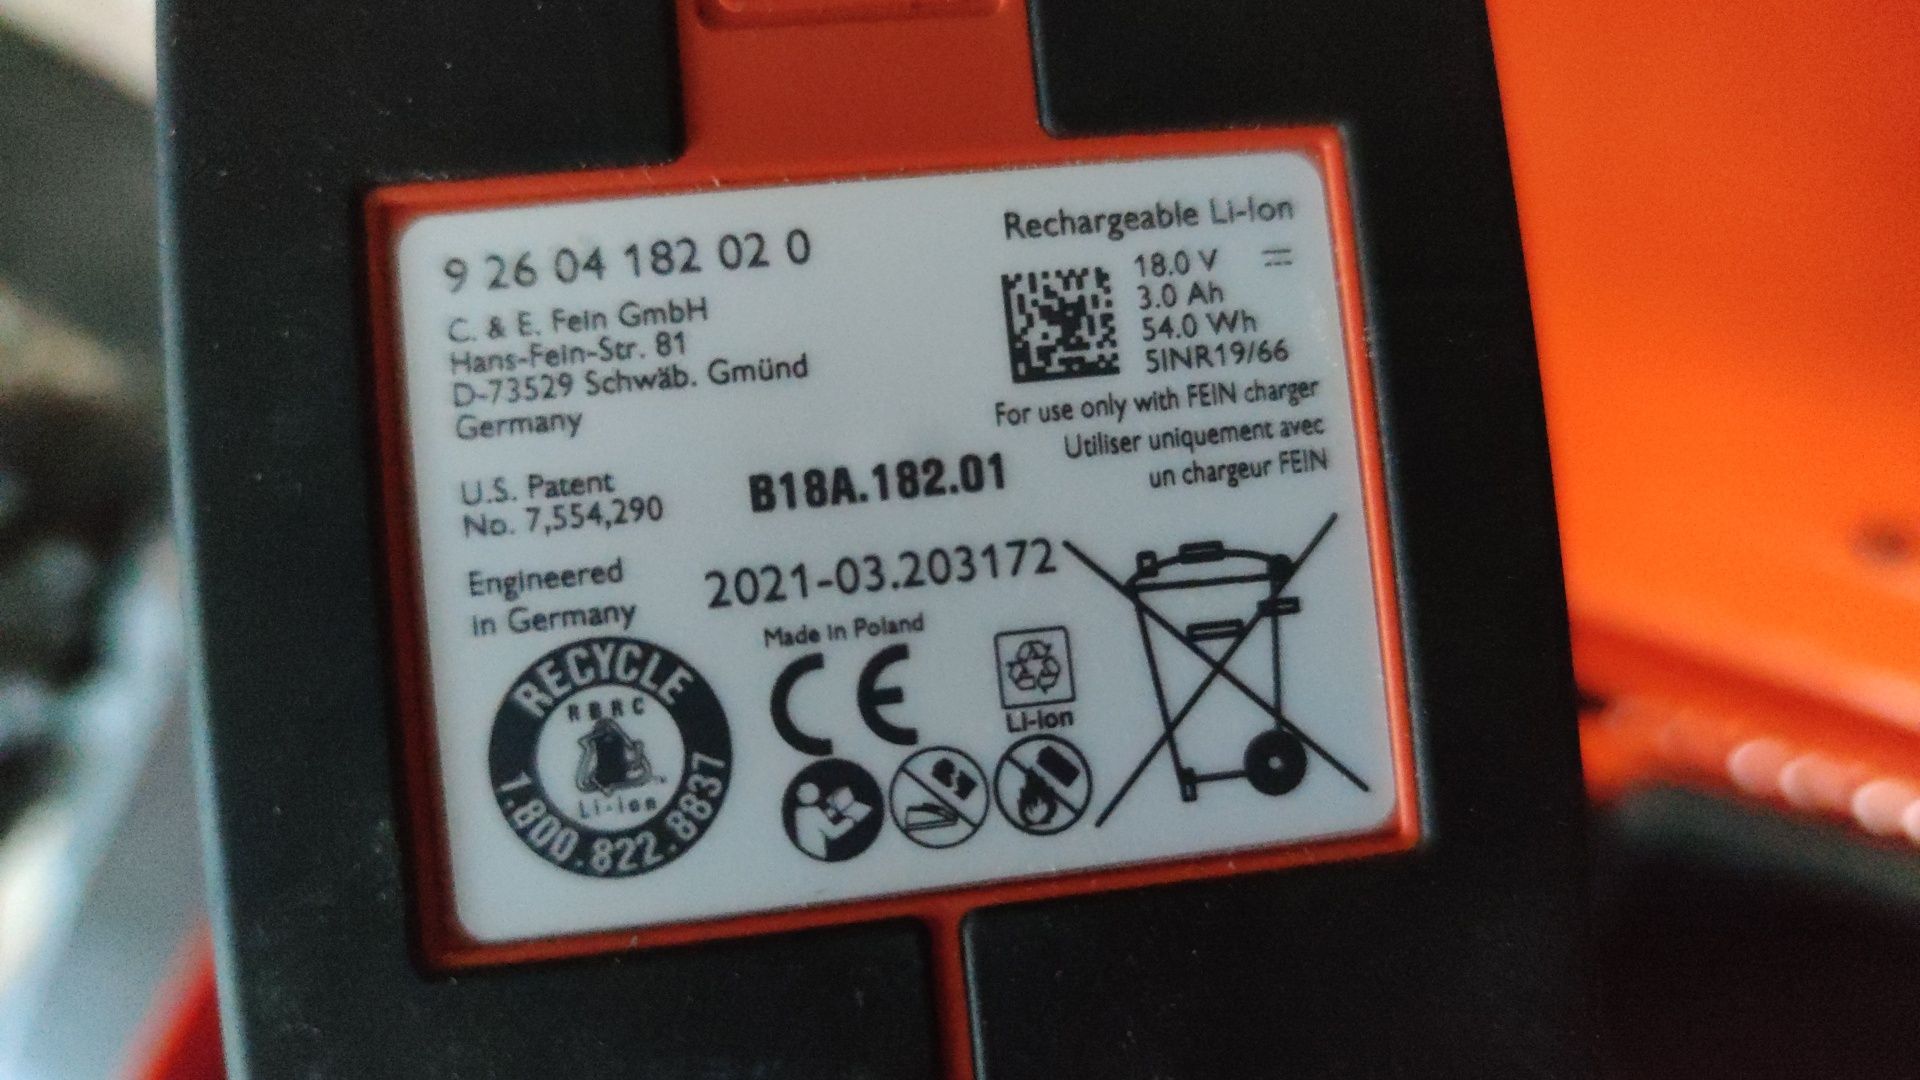 9 26 04 182 02 0
C. & E. Fein GmbH
Hans-Fein-Str. 81
D-73529 Schwäb. Gmünd
Germany
Rechargeable Li-Ion
18.0 V
3.0 Ah
54.0 Wh
5INR19/66
For use only with FEIN charger
Utiliser uniquement avec
un chargeur FEIN
U.S. Patent
No. 7,554,290
B18A.182.01
Engineered
in Germany
2021-03.203172
Made in Poland
CE
Li-Ion
RECYCLE
RBRC
Li-Ion
1.800.822.8837